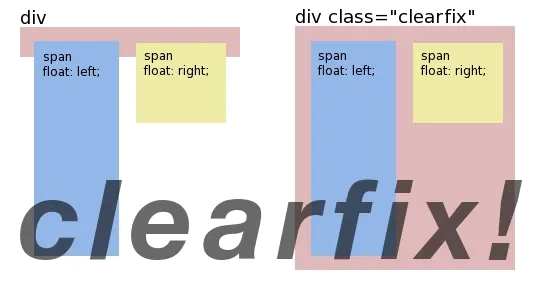 div
span
float: left;
span
float: right;
div class="clearfix"
span
float: left;
span
float: right;
clearfix!